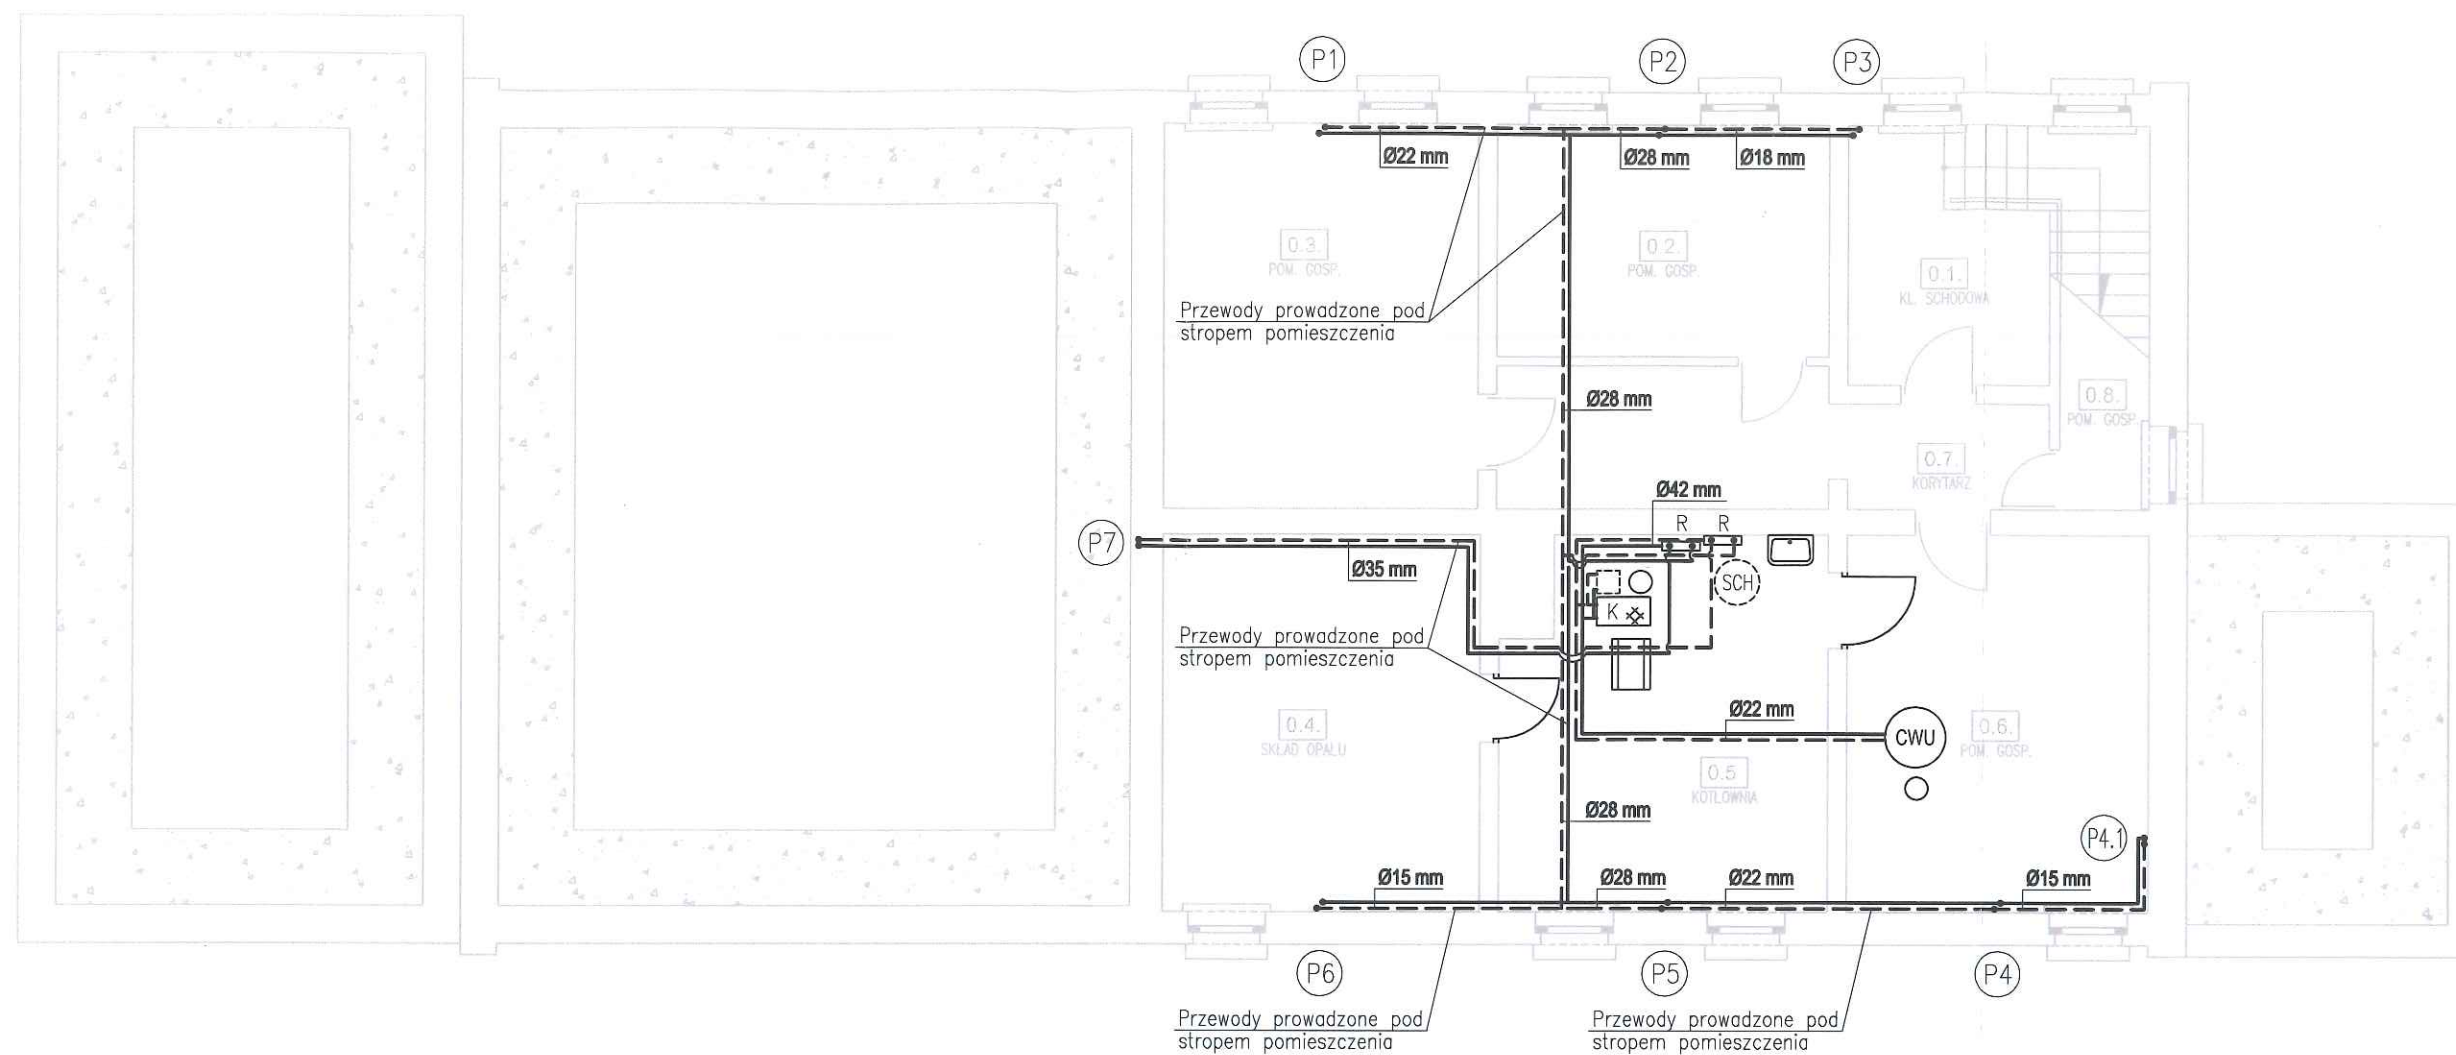 P1
P2
P3
Ø22 mm
Ø28 mm
Ø18 mm
0.3.
POM. GOSP.
0.2.
POM. GOSP.
0.1.
KL. SCHODOWA
Przewody prowadzone pod
stropem pomieszczenia
Ø28 mm
0.8.
POM. GOSP.
0.7.
KORYTARZ
Ø42 mm
R
R
P7
Ø35 mm
SCH
K
Przewody prowadzone pod
stropem pomieszczenia
Ø22 mm
CWU
0.4.
SKŁAD OPAŁU
0.6.
POM. GOSP.
0.5
KOTŁOWNIA
Ø28 mm
P4.1
Ø15 mm
Ø28 mm
Ø22 mm
Ø15 mm
P6
P5
P4
Przewody prowadzone pod
stropem pomieszczenia
Przewody prowadzone pod
stropem pomieszczenia